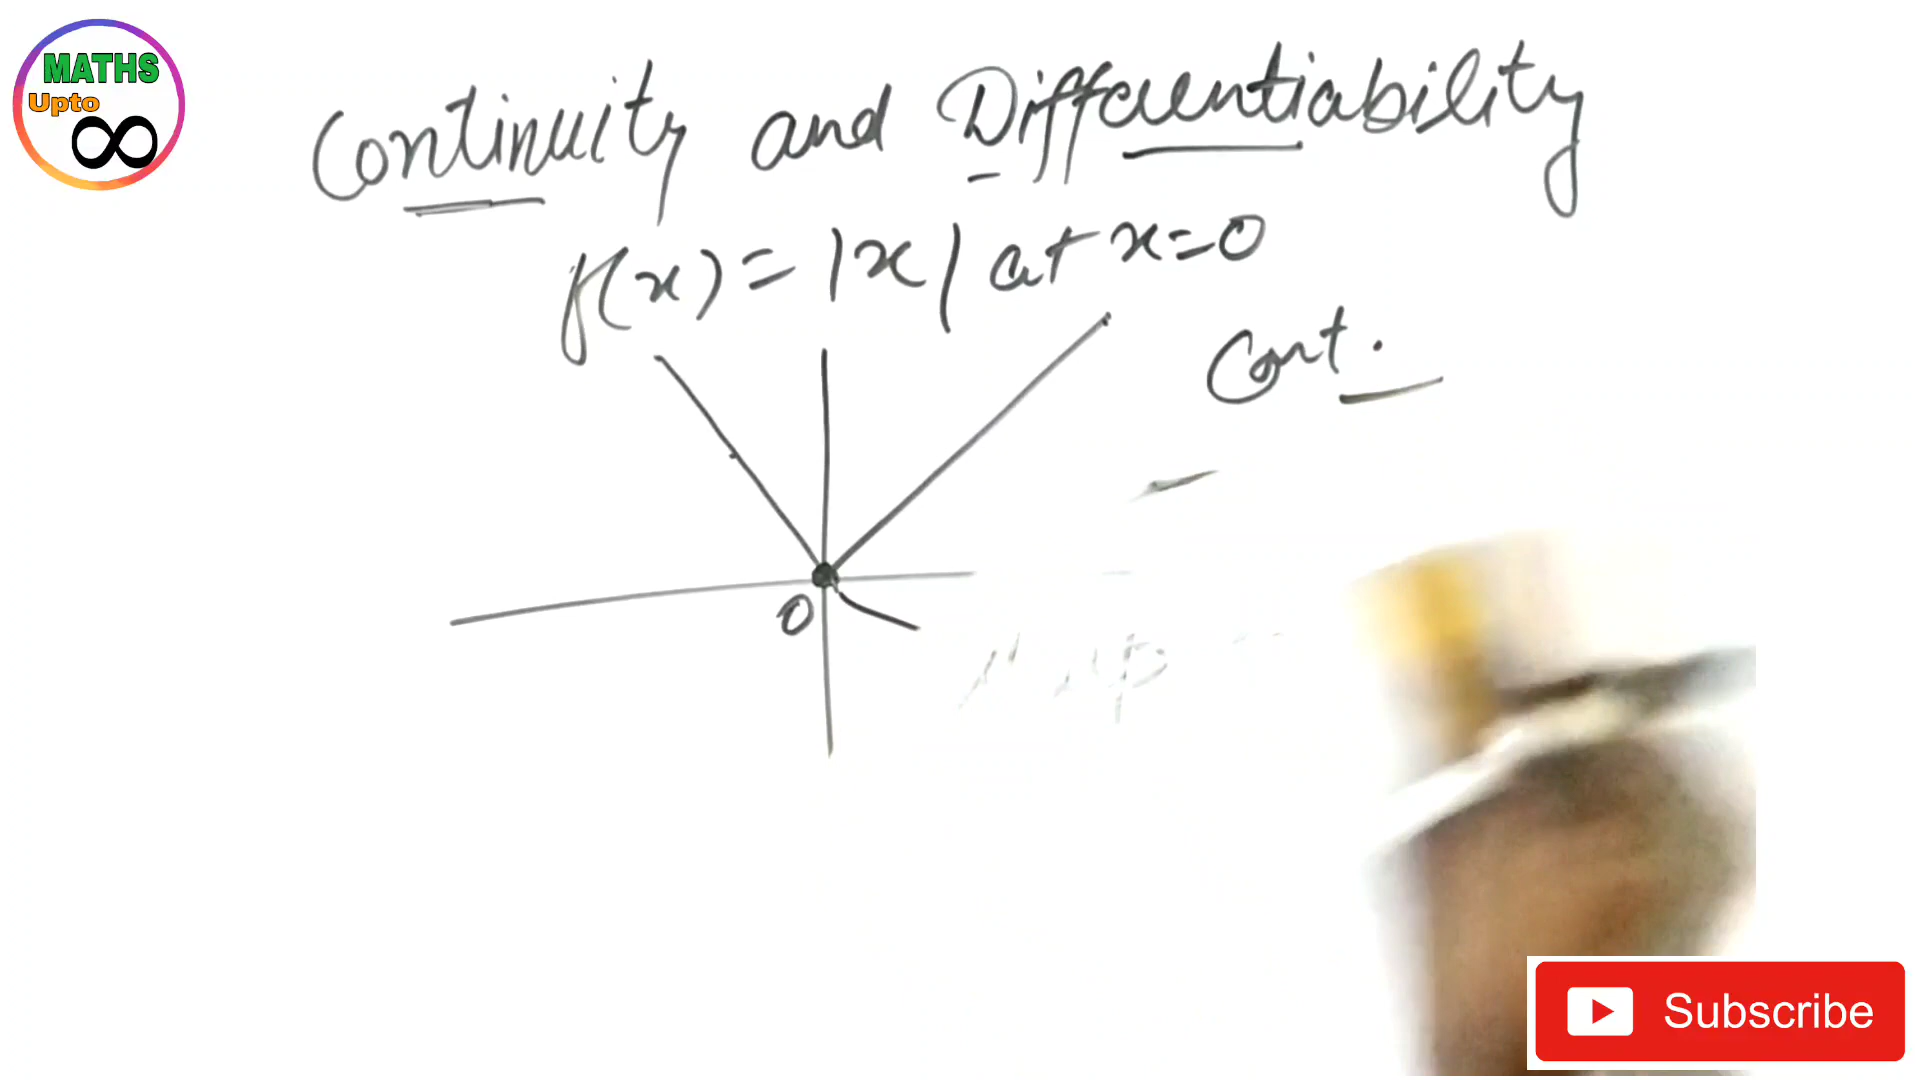 MATHS
Upto
∞
Continuity and Differentiability
f(x) = |x| at x=0
Cont.
0
Subscribe